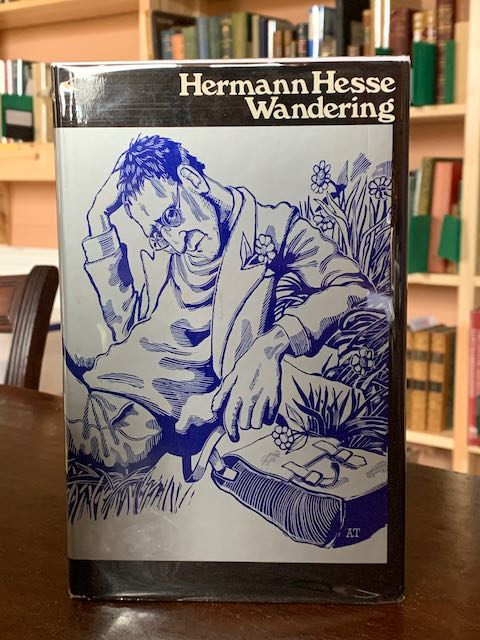 Hermann Hesse
Wandering
AT